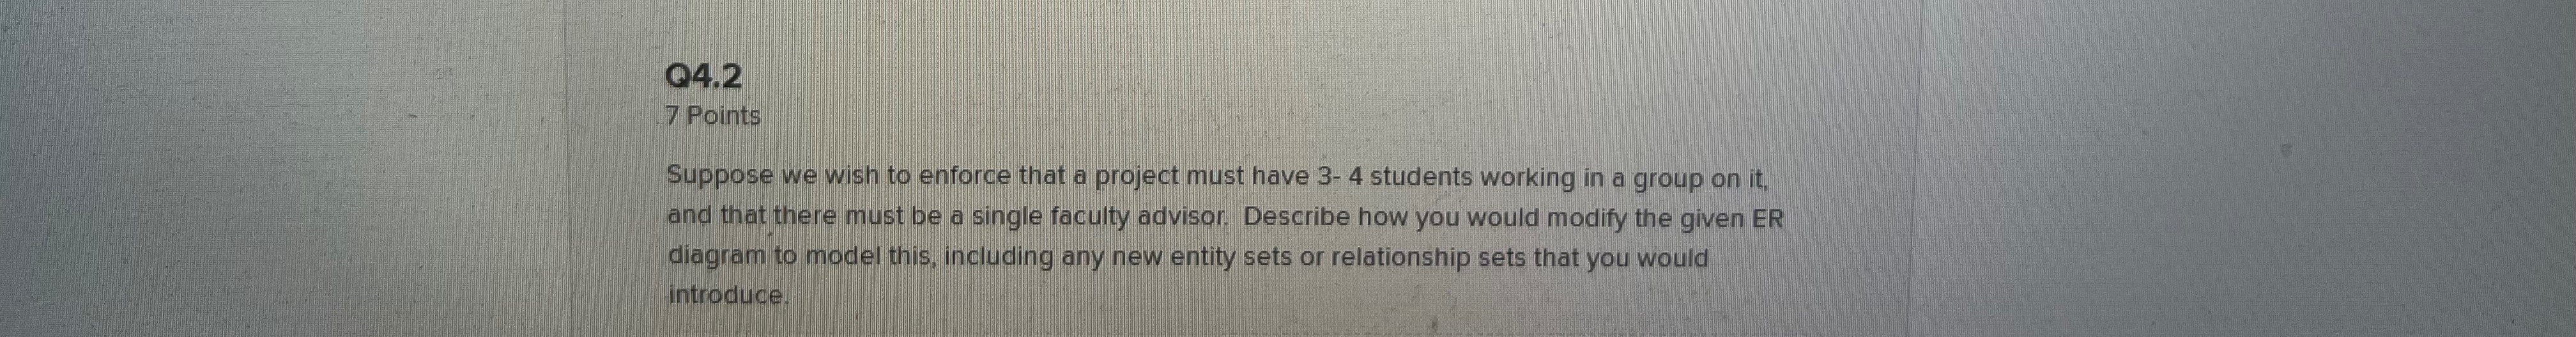 Q4.2
7 Points
Suppose we wish to enforce that a project must have 3- 4 students working in a group on it,
and that there must be a single faculty advisor. Describe how you would modify the given ER
diagram to model this, including any new entity sets or relationship sets that you would
introduce.